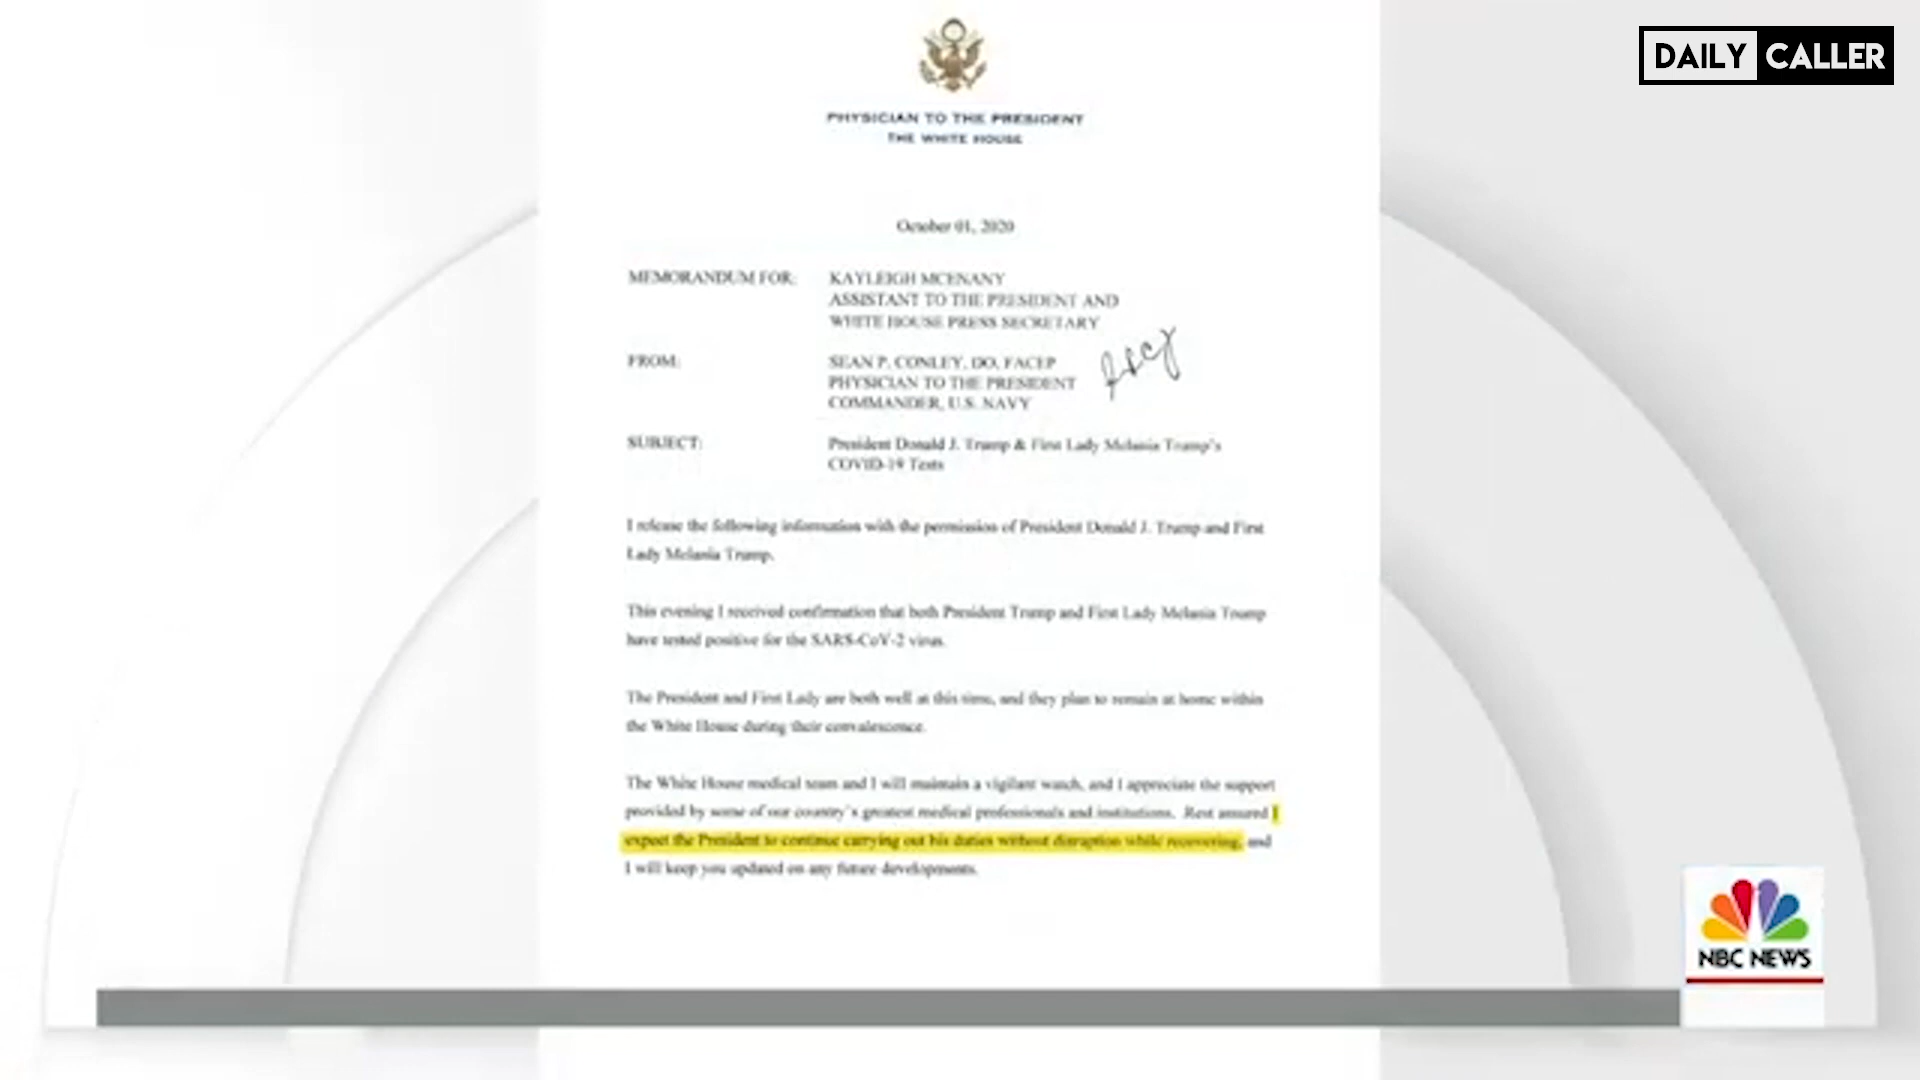 DAILY CALLER
PHYSICIAN TO THE PRESIDENT
THE WHITE HOUSE
October 01, 2020
MEMORANDUM FOR: KAYLEIGH MCENANY
ASSISTANT TO THE PRESIDENT AND
WHITE HOUSE PRESS SECRETARY
FROM: SEAN P. CONLEY, DO, FACEP
PHYSICIAN TO THE PRESIDENT
COMMANDER, U.S. NAVY
SUBJECT: President Donald J. Trump & First Lady Melania Trump's
COVID-19 Tests
I release the following information with the permission of President Donald J. Trump and First
Lady Melania Trump.
This evening I received confirmation that both President Trump and First Lady Melania Trump
have tested positive for the SARS-CoV-2 virus.
The President and First Lady are both well at this time, and they plan to remain at home within
the White House during their convalescence.
The White House medical team and I will maintain a vigilant watch, and I appreciate the support
provided by some of our country's greatest medical professionals and institutions. Rest assured I
expect the President to continue carrying out his duties without disruption while recovering, and
I will keep you updated on any future developments.
NBC NEWS